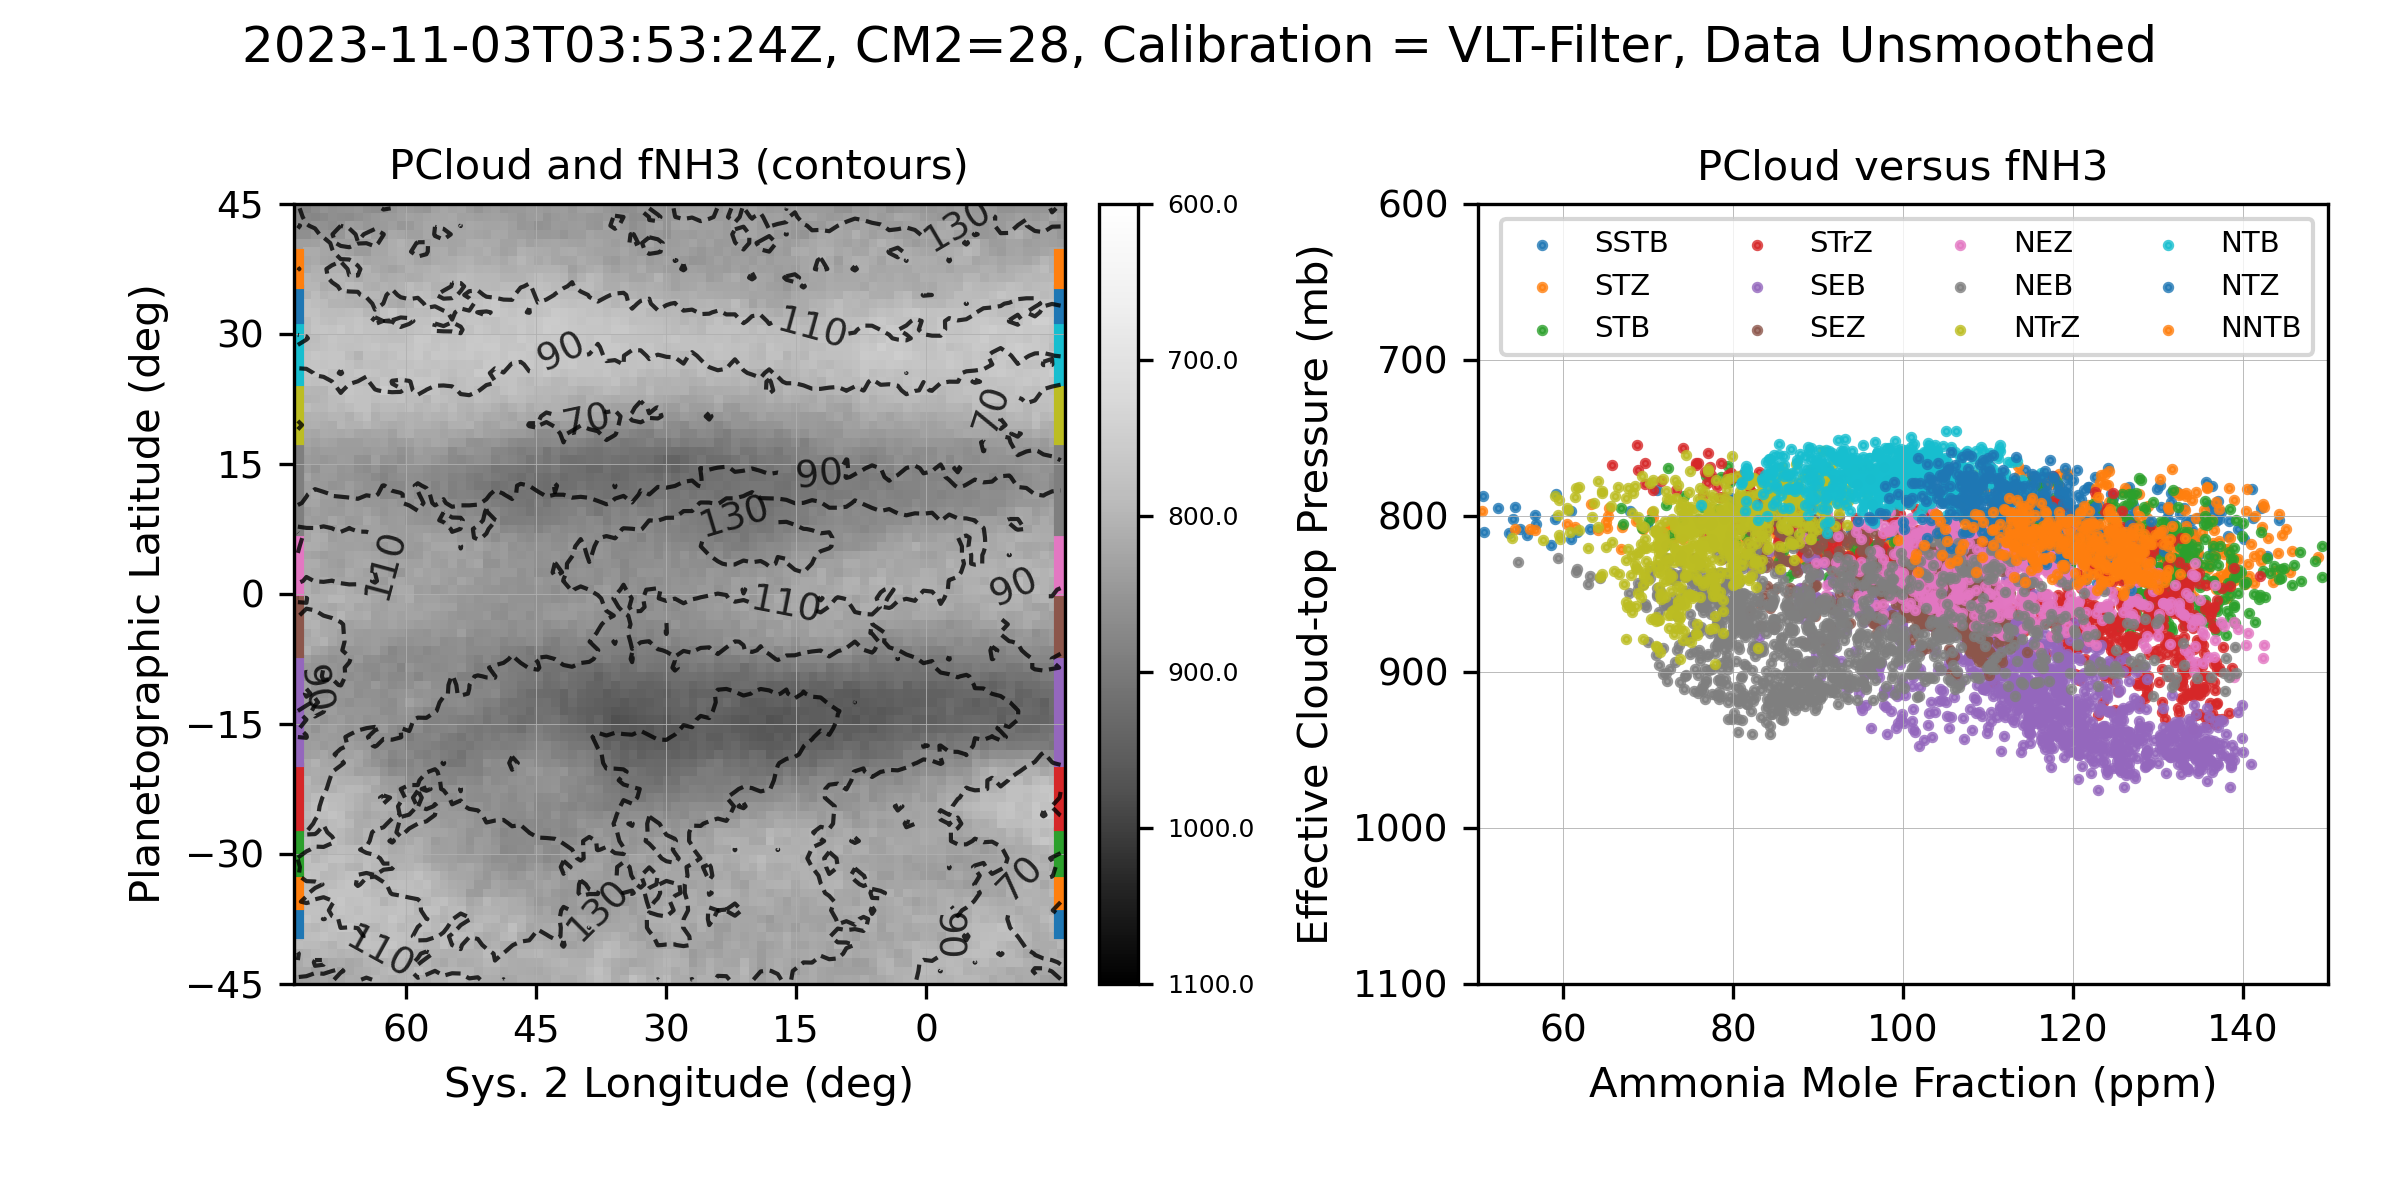 2023-11-03T03:53:24Z, CM2=28, Calibration = VLT-Filter, Data Unsmoothed
PCloud and fNH3 (contours)
Planetographic Latitude (deg)
45
30
15
0
−15
−30
−45
130
110
90
70
70
90
130
110
110
90
90
130
70
110
90
60
45
30
15
0
Sys. 2 Longitude (deg)
600.0
700.0
800.0
900.0
1000.0
1100.0
PCloud versus fNH3
Effective Cloud-top Pressure (mb)
600
700
800
900
1000
1100
SSTB
STZ
STB
STrZ
SEB
SEZ
NEZ
NEB
NTrZ
NTB
NTZ
NNTB
60
80
100
120
140
Ammonia Mole Fraction (ppm)